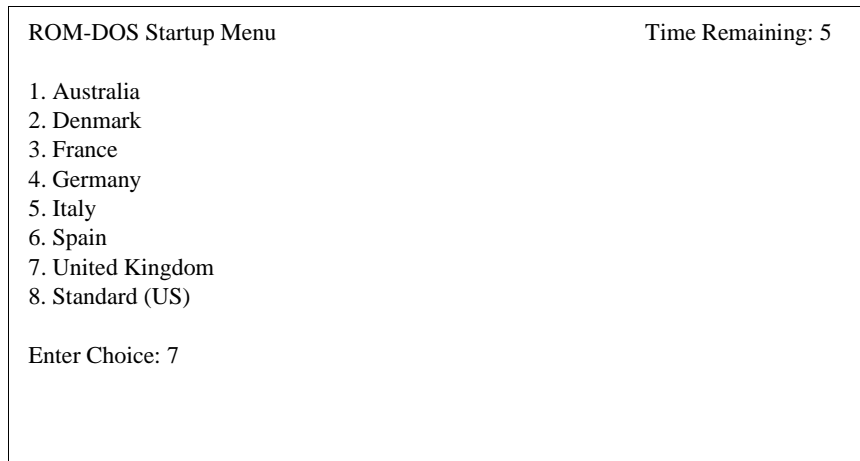 ROM-DOS Startup Menu Time Remaining: 5
1. Australia
2. Denmark
3. France
4. Germany
5. Italy
6. Spain
7. United Kingdom
8. Standard (US)
Enter Choice: 7